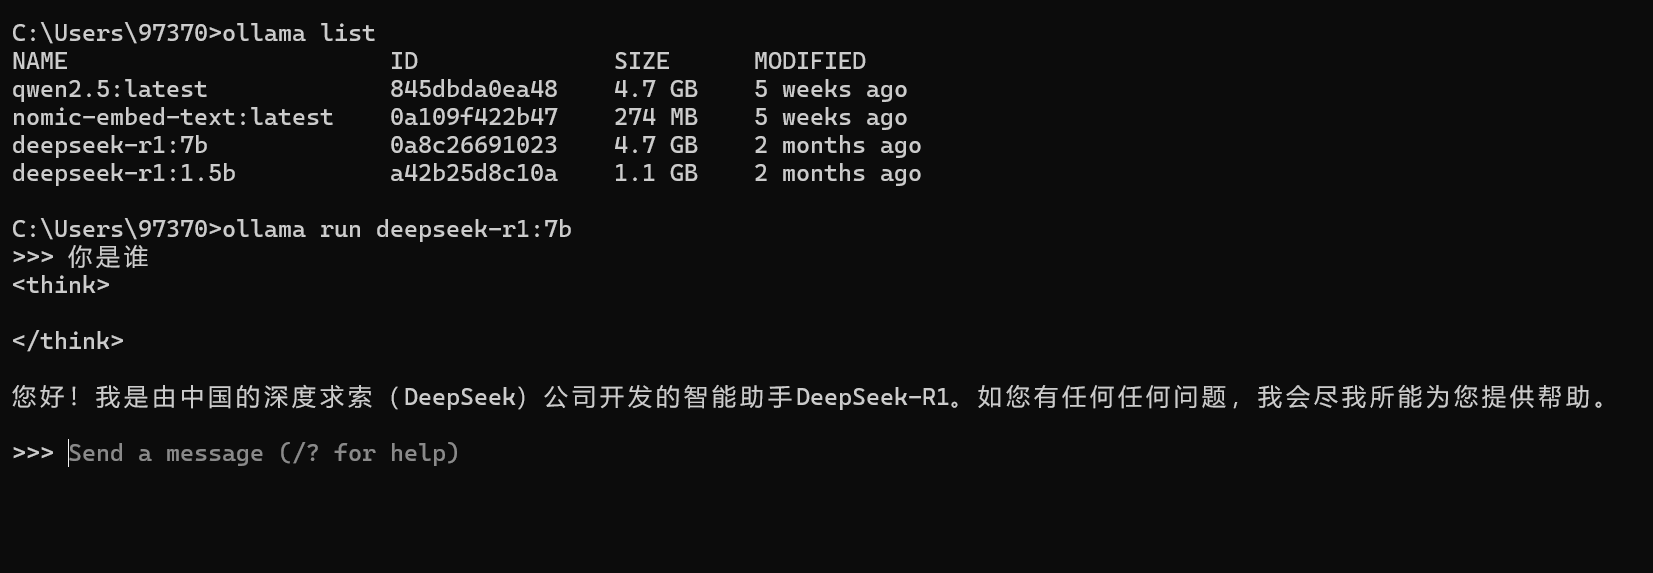 C:\Users\97370>ollama list
NAME                       ID              SIZE      MODIFIED
qwen2.5:latest             845dbda0ea48    4.7 GB    5 weeks ago
nomic-embed-text:latest    0a109f422b47    274 MB    5 weeks ago
deepseek-r1:7b             0a8c26691023    4.7 GB    2 months ago
deepseek-r1:1.5b           a42b25d8c10a    1.1 GB    2 months ago
C:\Users\97370>ollama run deepseek-r1:7b
>>> 你是谁
<think>
</think>
您好！我是由中国的深度求索（DeepSeek）公司开发的智能助手DeepSeek-R1。如您有任何任何问题，我会尽我所能为您提供帮助。
>>> Send a message (/? for help)